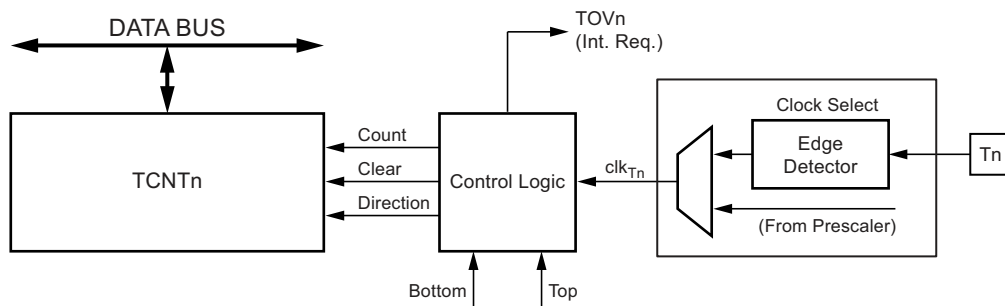 DATA BUS
TOVn
(Int. Req.)
TCNTn
Count
Clear
Direction
Control Logic
clkTn
Clock Select
Edge
Detector
Tn
(From Prescaler)
Bottom
Top